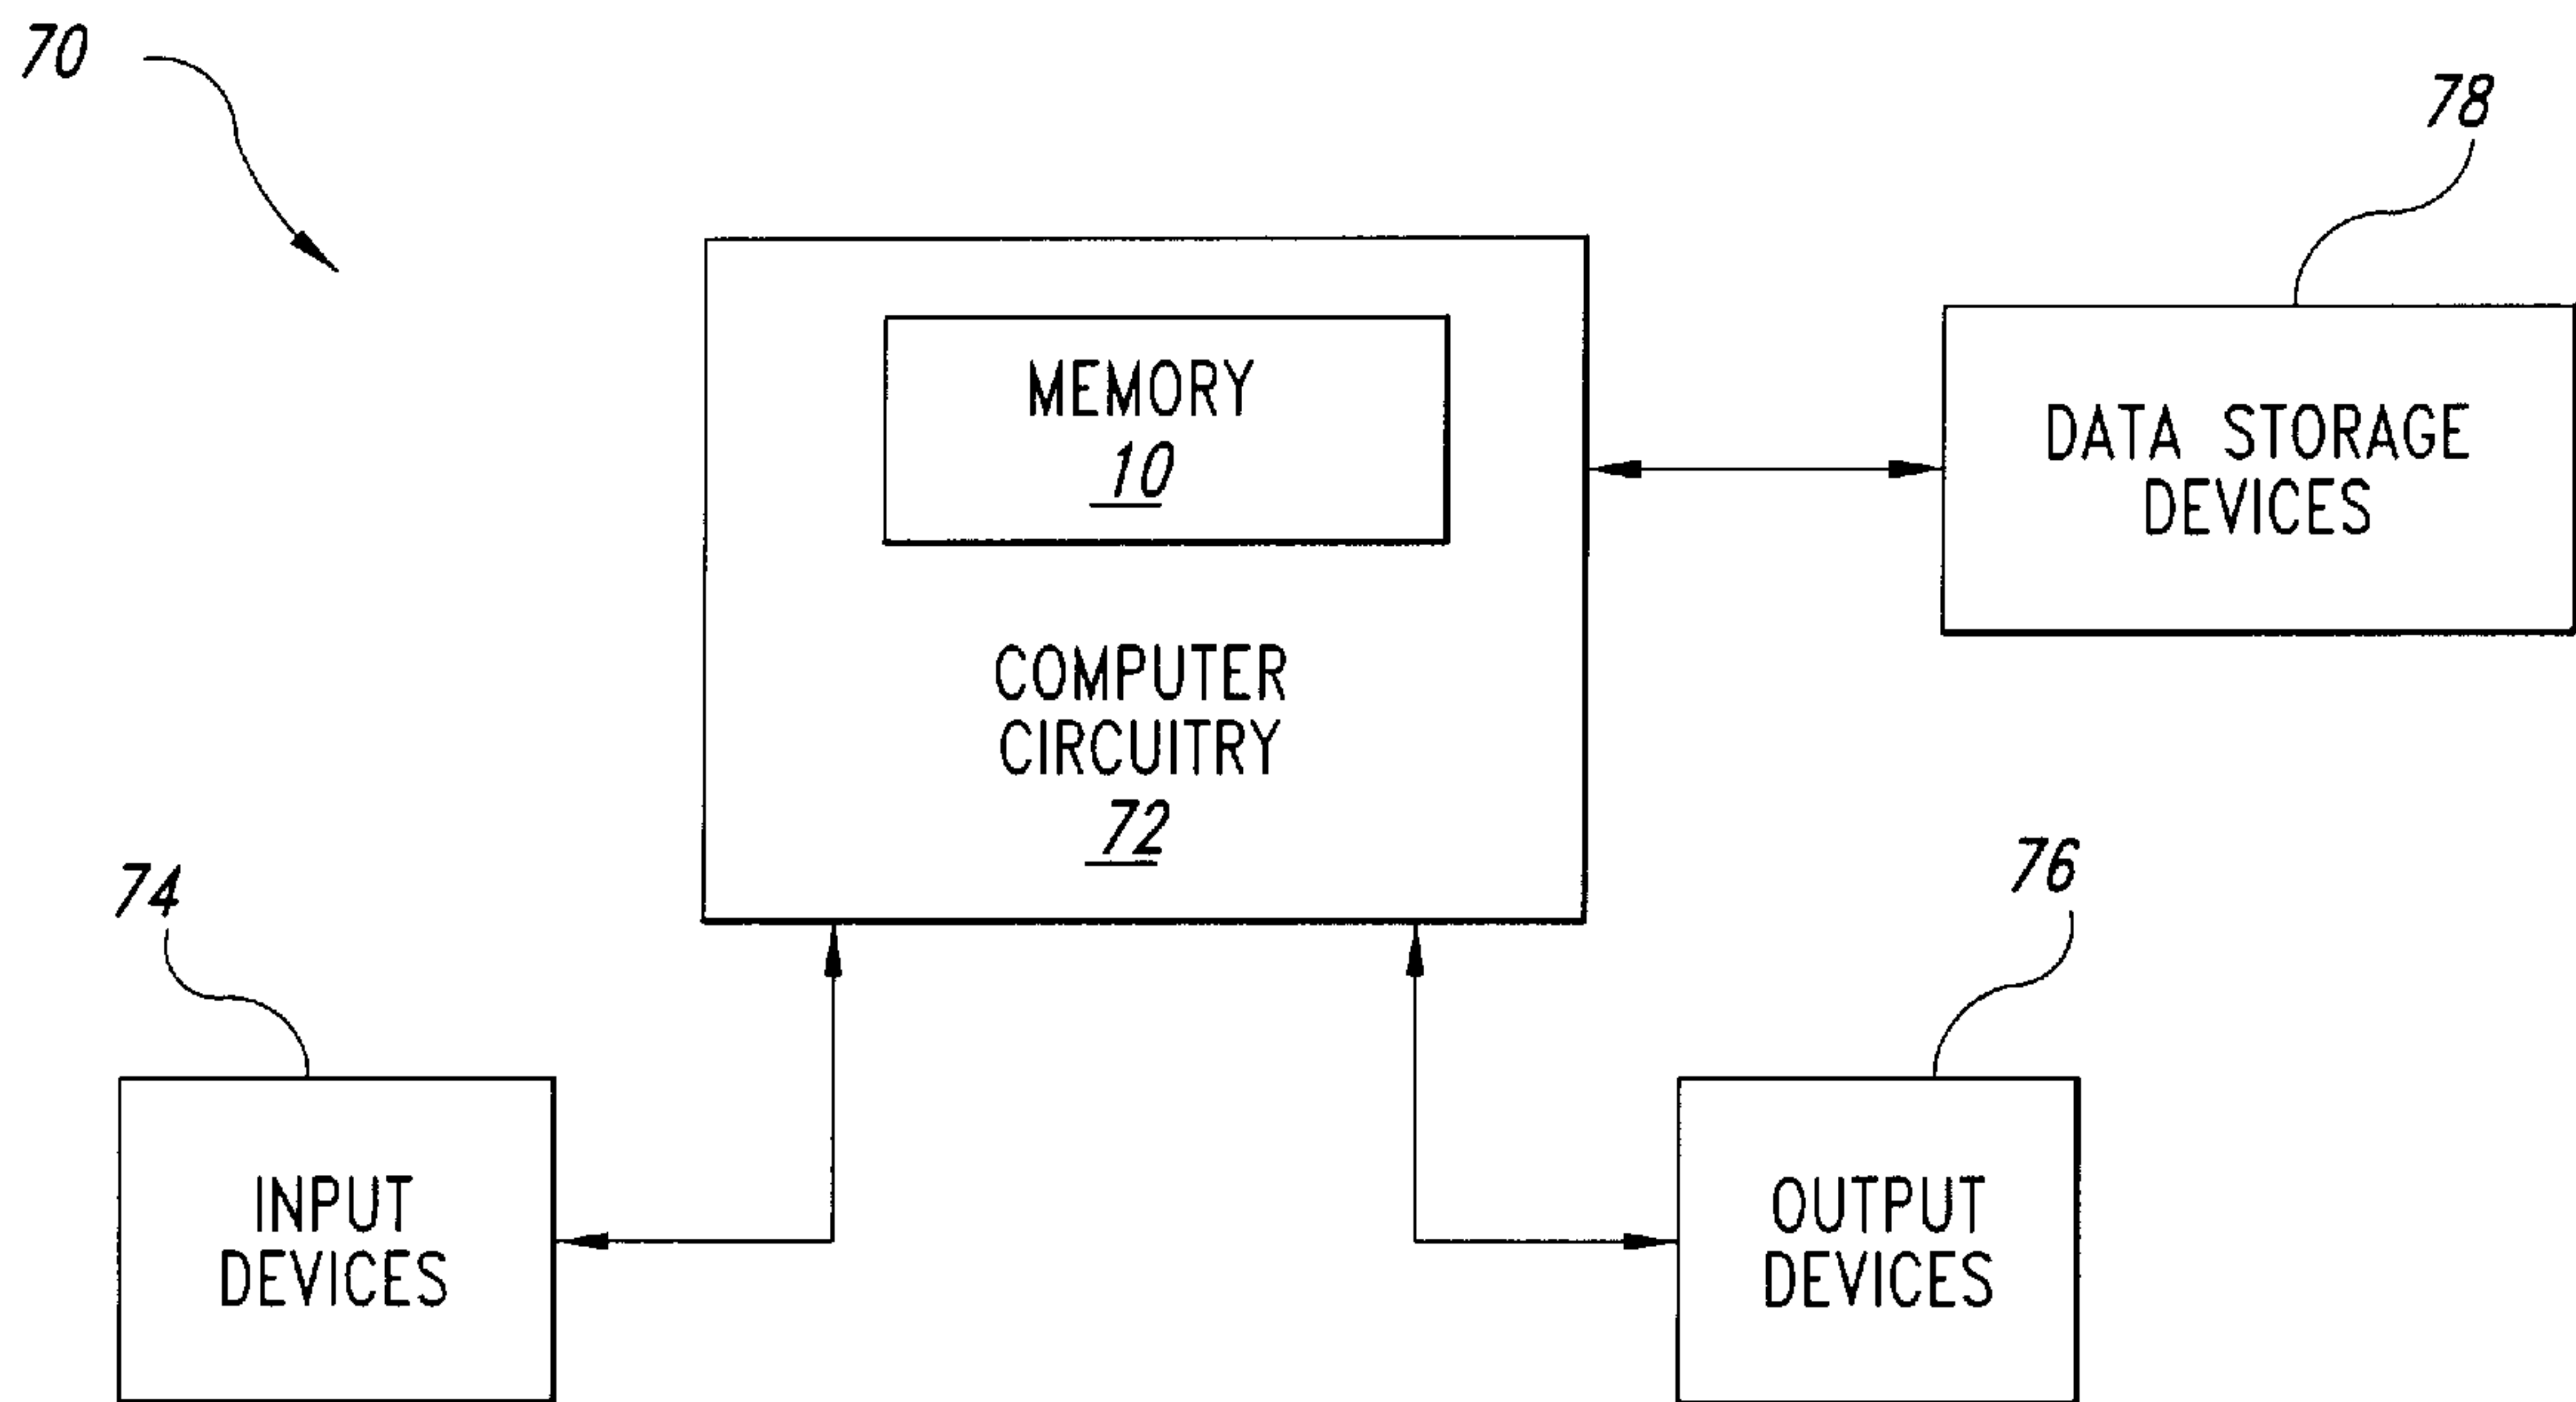 70
78
MEMORY
10
DATA STORAGE
DEVICES
COMPUTER
CIRCUITRY
72
74
76
INPUT
DEVICES
OUTPUT
DEVICES